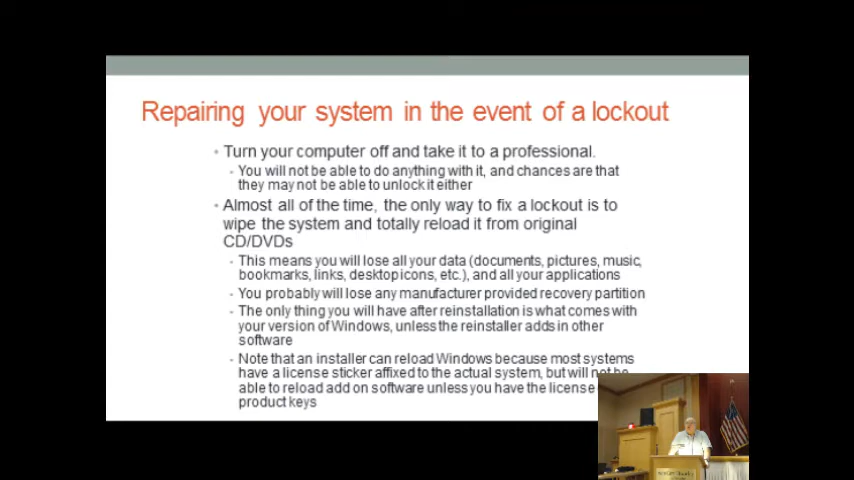 Repairing your system in the event of a lockout
• Turn your computer off and take it to a professional.
- You will not be able to do anything with it, and chances are that
they may not be able to unlock it either
• Almost all of the time, the only way to fix a lockout is to
wipe the system and totally reload it from original
CD/DVDs
- This means you will lose all your data (documents, pictures, music,
bookmarks, links, desktop icons, etc.), and all your applications
- You probably will lose any manufacturer provided recovery partition
- The only thing you will have after reinstallation is what comes with
your version of Windows, unless the reinstaller adds in other
software
- Note that an installer can reload Windows because most systems
have a license sticker affixed to the actual system, but will not be
able to reload add on software unless you have the license
product keys